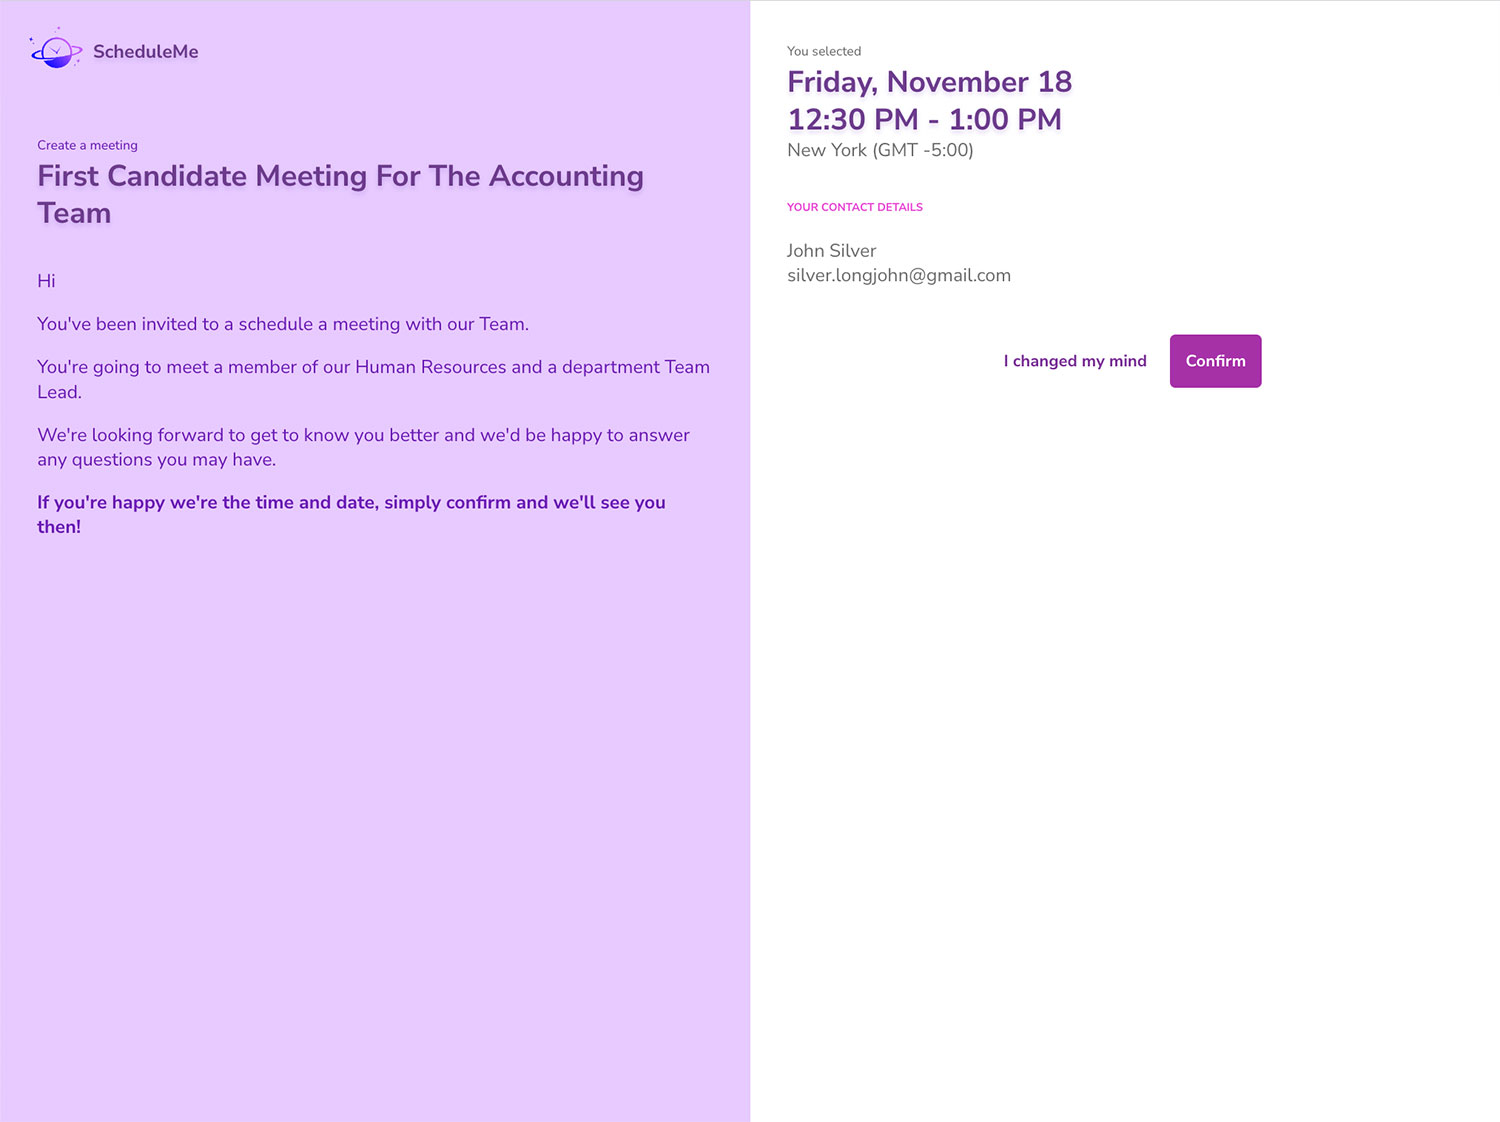 ScheduleMe
Create a meeting
First Candidate Meeting For The Accounting
Team
Hi
You've been invited to a schedule a meeting with our Team.
You're going to meet a member of our Human Resources and a department Team
Lead.
We're looking forward to get to know you better and we'd be happy to answer
any questions you may have.
If you're happy we're the time and date, simply confirm and we'll see you
then!
You selected
Friday, November 18
12:30 PM - 1:00 PM
New York (GMT -5:00)
YOUR CONTACT DETAILS
John Silver
silver.longjohn@gmail.com
I changed my mind
Confirm